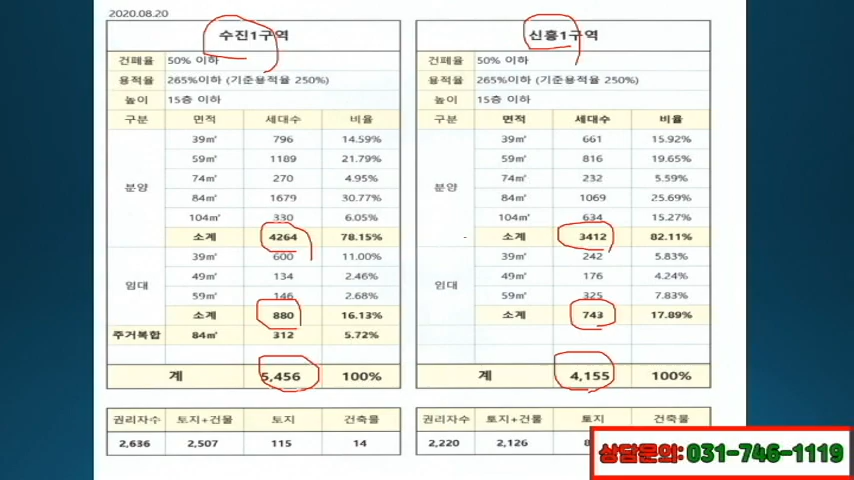 2020.08.20
수진1구역
건폐율 50% 이하
용적율 265%이하 (기준용적율 250%)
높이 15층 이하
구분 면적 세대수 비율
분양
39㎡ 796 14.59%
59㎡ 1189 21.79%
74㎡ 270 4.95%
84㎡ 1679 30.77%
104㎡ 330 6.05%
소계 4264 78.15%
임대
39㎡ 600 11.00%
49㎡ 134 2.46%
59㎡ 146 2.68%
소계 880 16.13%
주거복합 84㎡ 312 5.72%
계 5,456 100%
권리자수 토지+건물 토지 건축물
2,636 2,507 115 14
신흥1구역
건폐율 50% 이하
용적율 265%이하 (기준용적율 250%)
높이 15층 이하
구분 면적 세대수 비율
분양
39㎡ 661 15.92%
59㎡ 816 19.65%
74㎡ 232 5.59%
84㎡ 1069 25.69%
104㎡ 634 15.27%
소계 3412 82.11%
임대
39㎡ 242 5.83%
49㎡ 176 4.24%
59㎡ 325 7.83%
소계 743 17.89%
계 4,155 100%
권리자수 토지+건물 토지 건축물
2,220 2,126
상담문의: 031-746-1119